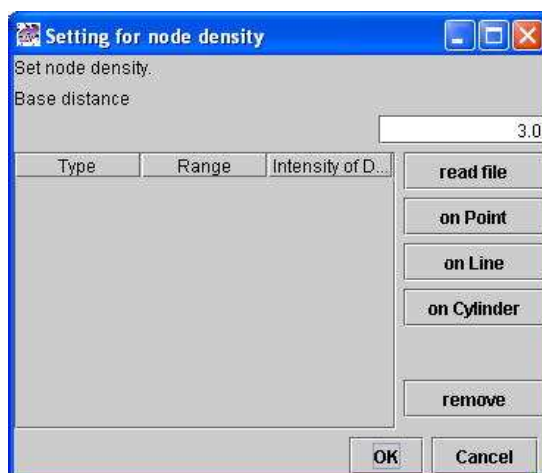 Setting for node density
Set node density.
Base distance
3.0
Type Range Intensity of D...
read file
on Point
on Line
on Cylinder
remove
OK Cancel